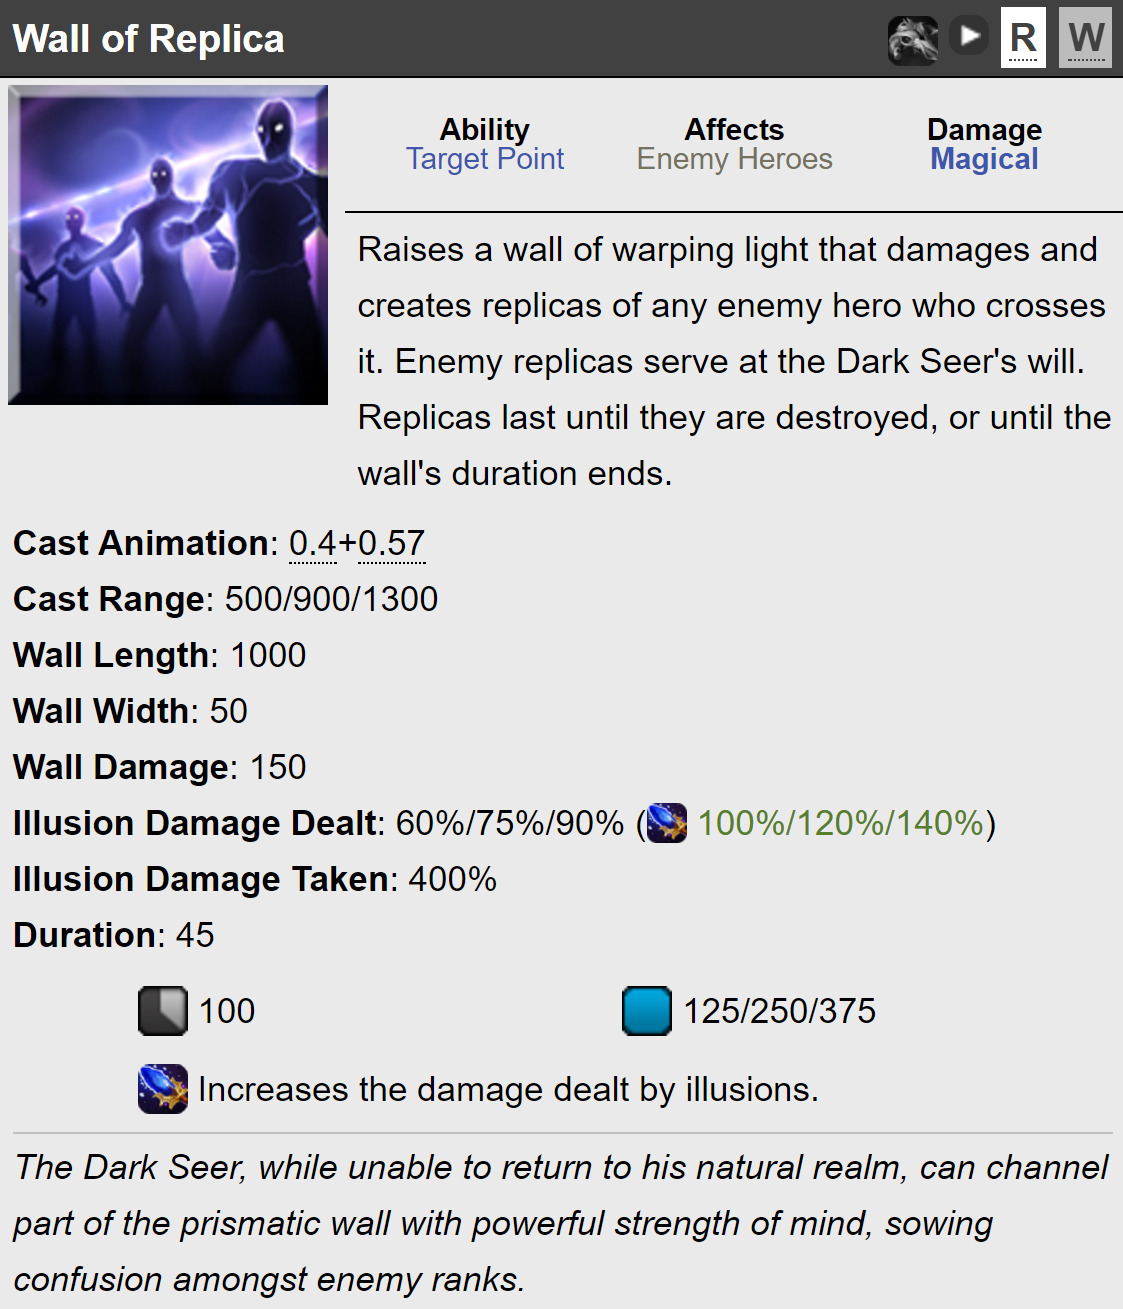 Wall of Replica R W
Ability Affects Damage
Target Point Enemy Heroes Magical
Raises a wall of warping light that damages and
creates replicas of any enemy hero who crosses
it. Enemy replicas serve at the Dark Seer's will.
Replicas last until they are destroyed, or until the
wall's duration ends.
Cast Animation: 0.4+0.57
Cast Range: 500/900/1300
Wall Length: 1000
Wall Width: 50
Wall Damage: 150
Illusion Damage Dealt: 60%/75%/90% ( 100%/120%/140%)
Illusion Damage Taken: 400%
Duration: 45
100 125/250/375
Increases the damage dealt by illusions.
The Dark Seer, while unable to return to his natural realm, can channel
part of the prismatic wall with powerful strength of mind, sowing
confusion amongst enemy ranks.